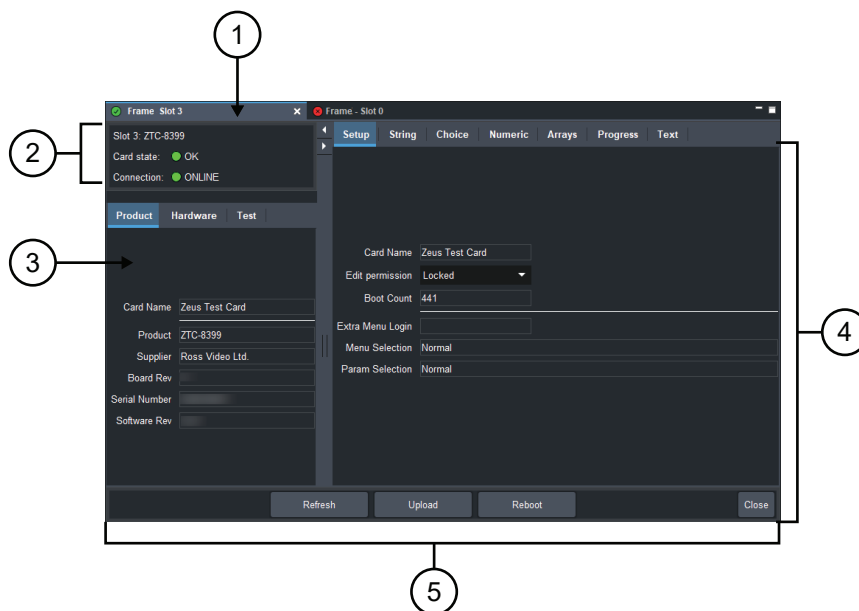 1
Frame Slot 3
Frame - Slot 0
2
Slot 3: ZTC-8399
Card state: OK
Connection: ONLINE
Setup String Choice Numeric Arrays Progress Text
Product Hardware Test
3
Card Name Zeus Test Card
Product ZTC-8399
Supplier Ross Video Ltd.
Board Rev
Serial Number
Software Rev
Card Name Zeus Test Card
Edit permission Locked
Boot Count 441
Extra Menu Login
Menu Selection Normal
Param Selection Normal
4
Refresh Upload Reboot Close
5